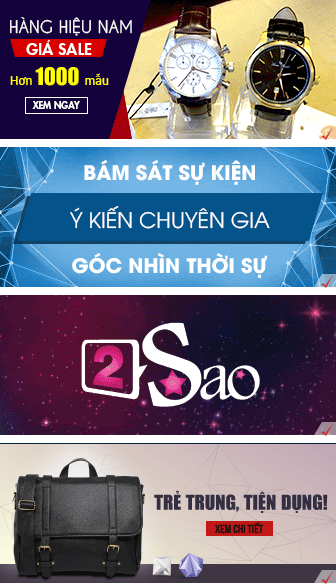 HÀNG HIỆU NAM
GIÁ SALE
Hơn 1000 mẫu
XEM NGAY
BÁM SÁT SỰ KIỆN
Ý KIẾN CHUYÊN GIA
GÓC NHÌN THỜI SỰ
2Sao
TRẺ TRUNG, TIỆN DỤNG!
XEM CHI TIẾT